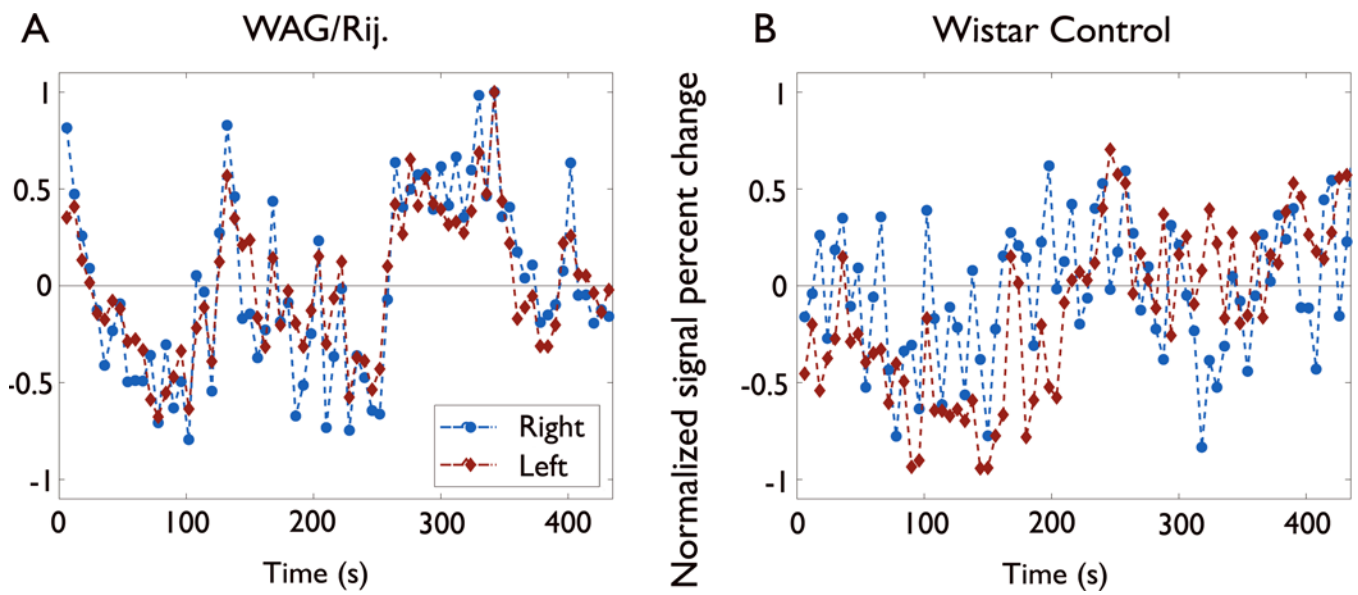 A
WAG/Rij.
1
0.5
0
-0.5
-1
0
100
200
300
400
Time (s)
Right
Left
Normalized signal percent change
B
Wistar Control
1
0.5
0
-0.5
-1
0
100
200
300
400
Time (s)